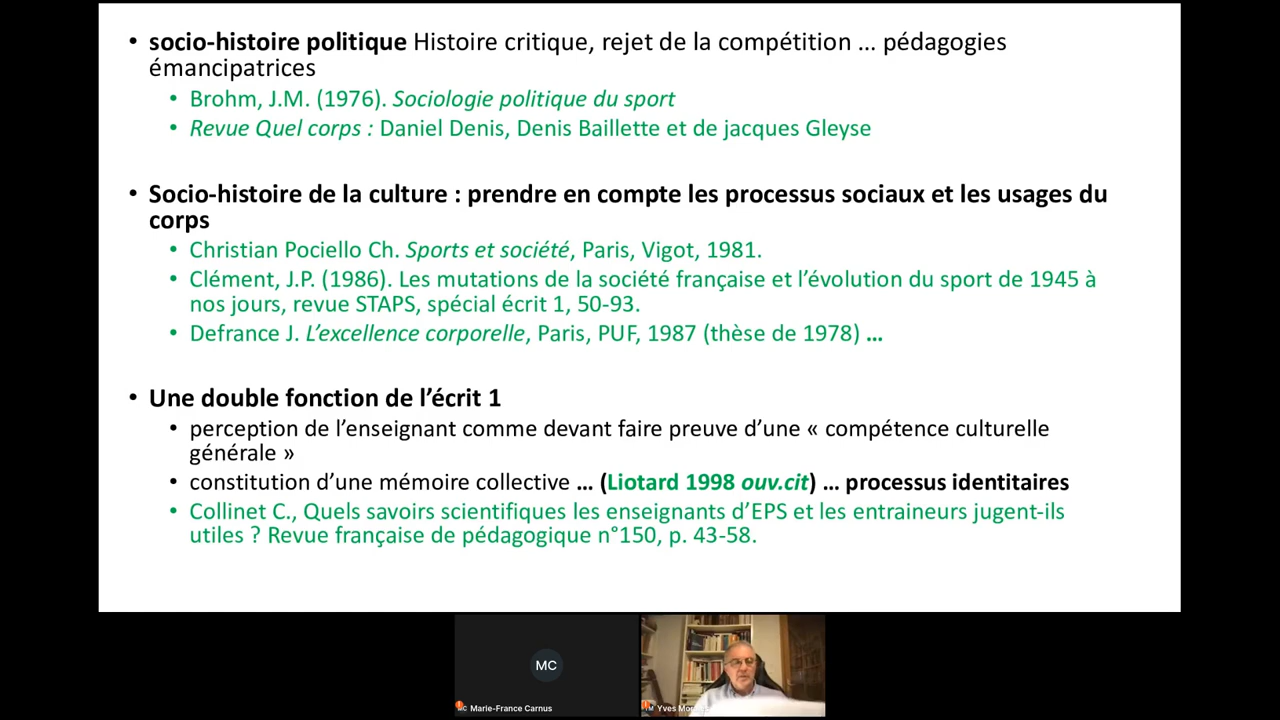 • socio-histoire politique Histoire critique, rejet de la compétition ... pédagogies
émancipatrices
• Brohm, J.M. (1976). Sociologie politique du sport
• Revue Quel corps : Daniel Denis, Denis Baillette et de jacques Gleyse
• Socio-histoire de la culture : prendre en compte les processus sociaux et les usages du
corps
• Christian Pociello Ch. Sports et société, Paris, Vigot, 1981.
• Clément, J.P. (1986). Les mutations de la société française et l’évolution du sport de 1945 à
nos jours, revue STAPS, spécial écrit 1, 50-93.
• Defrance J. L’excellence corporelle, Paris, PUF, 1987 (thèse de 1978) ...
• Une double fonction de l’écrit 1
• perception de l’enseignant comme devant faire preuve d’une « compétence culturelle
générale »
• constitution d’une mémoire collective ... (Liotard 1998 ouv.cit) ... processus identitaires
• Collinet C., Quels savoirs scientifiques les enseignants d’EPS et les entraineurs jugent-ils
utiles ? Revue française de pédagogique n°150, p. 43-58.
MC
Marie-France Carnus
Yves